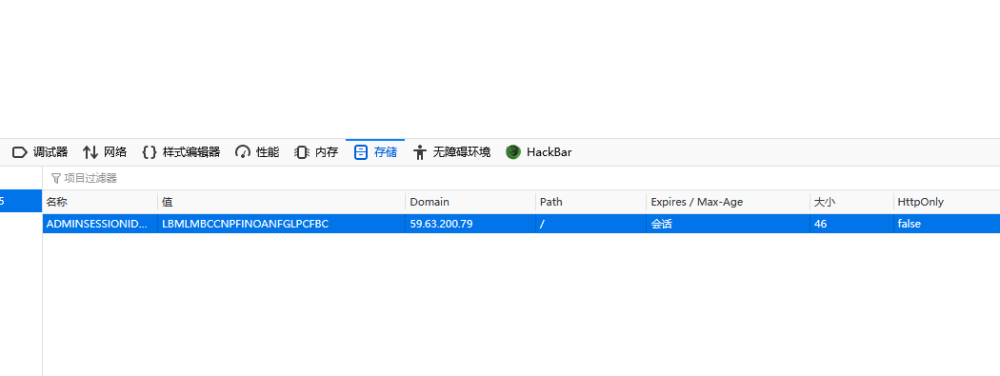 调试器 网络 样式编辑器 性能 内存 存储 无障碍环境 HackBar
项目过滤器
5 名称 值 Domain Path Expires / Max-Age 大小 HttpOnly
ADMINSESSIONID... LBMLMBCCNPFINOANFGLPCFBC 59.63.200.79 / 会话 46 false